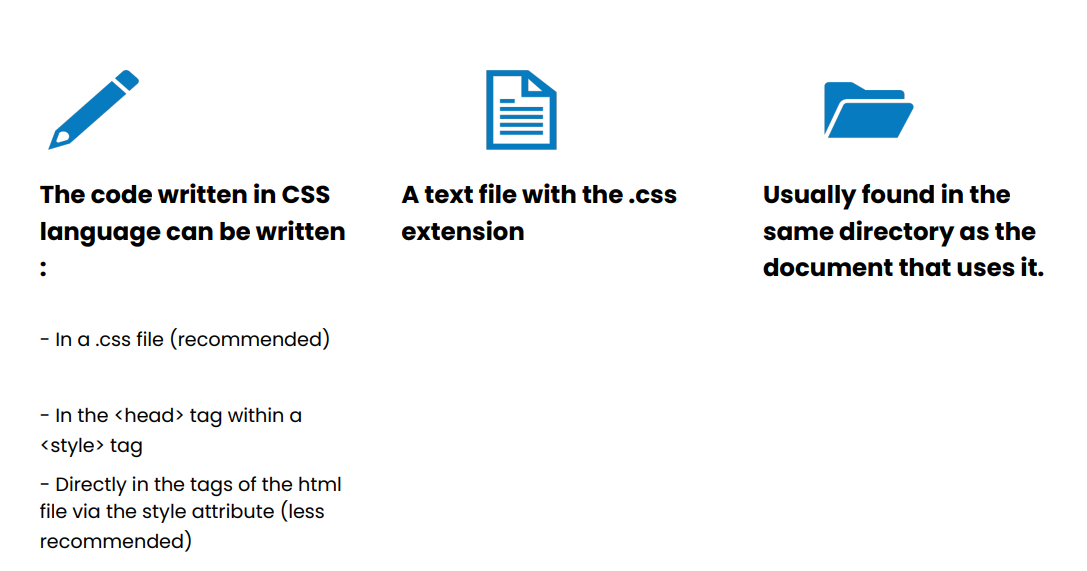 The code written in CSS
language can be written
:
- In a .css file (recommended)
- In the <head> tag within a
<style> tag
- Directly in the tags of the html
file via the style attribute (less
recommended)
A text file with the .css
extension
Usually found in the
same directory as the
document that uses it.